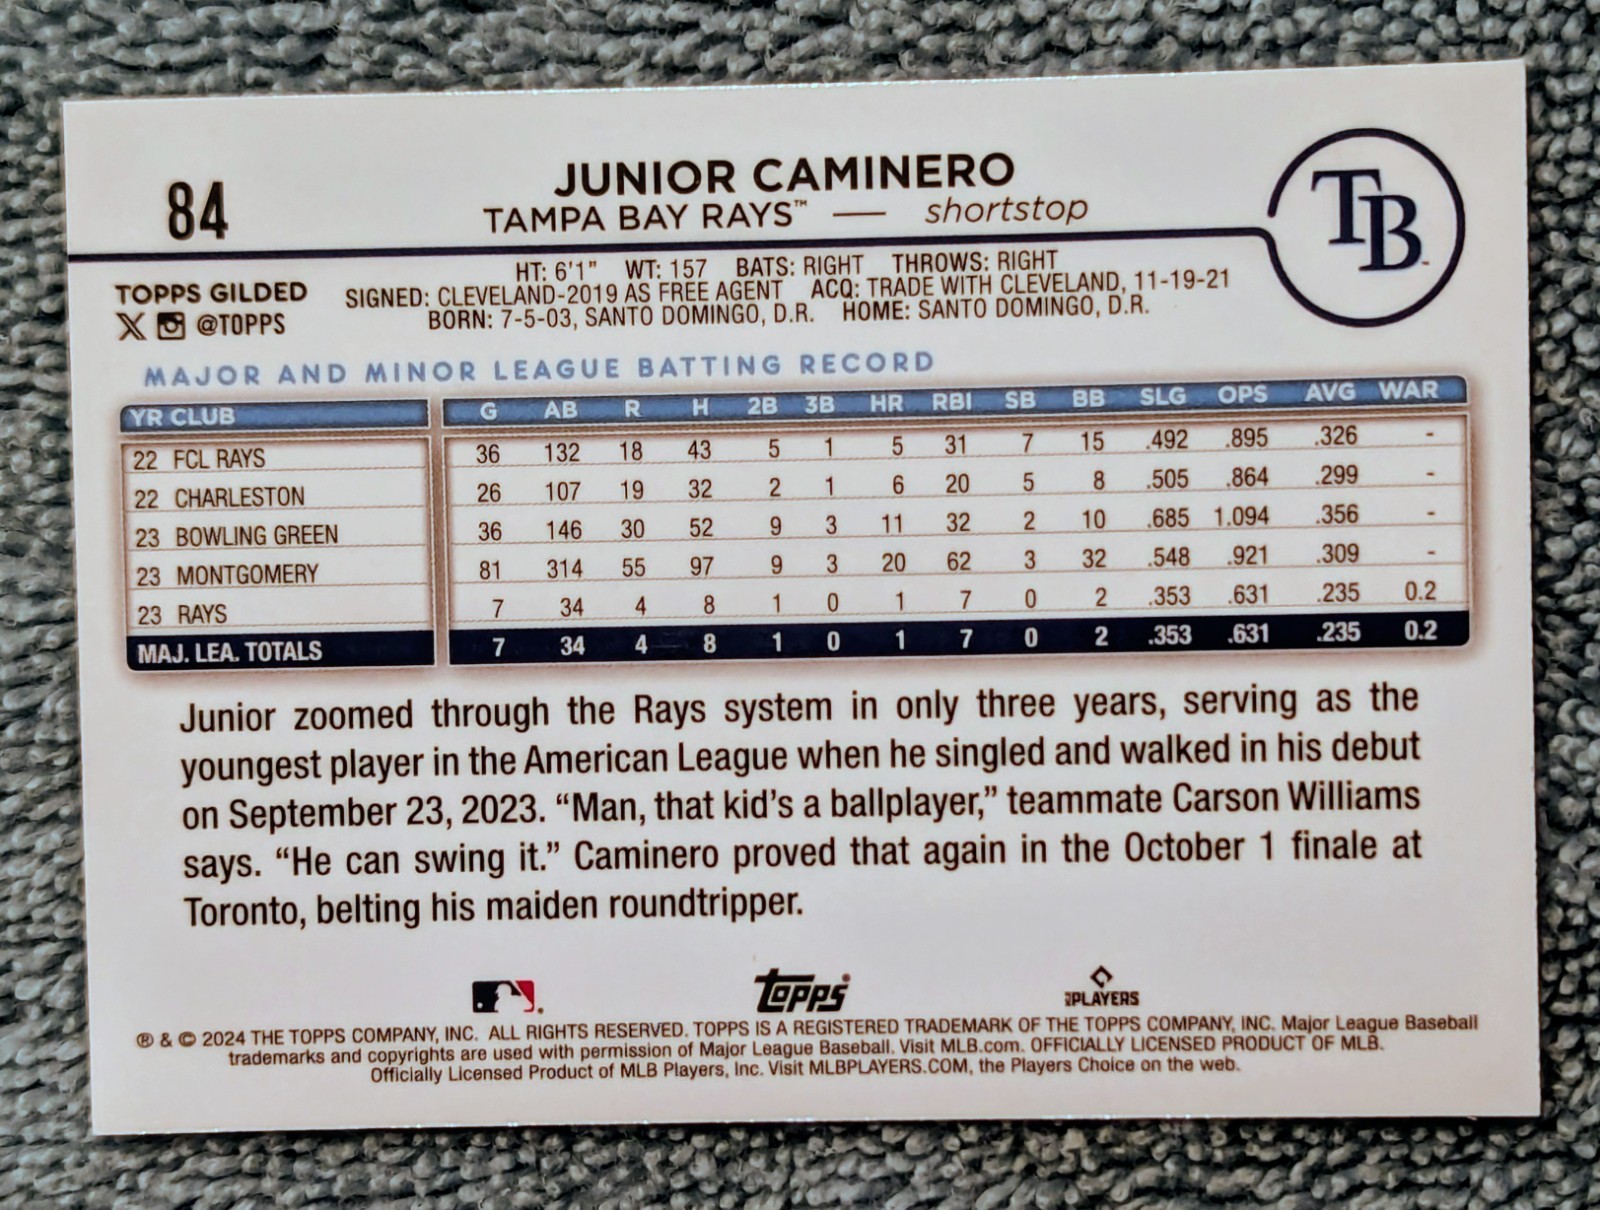 84
JUNIOR CAMINERO
TAMPA BAY RAYS™ — shortstop
TB
HT: 6'1" WT: 157 BATS: RIGHT THROWS: RIGHT
SIGNED: CLEVELAND-2019 AS FREE AGENT ACQ: TRADE WITH CLEVELAND, 11-19-21
BORN: 7-5-03, SANTO DOMINGO, D.R. HOME: SANTO DOMINGO, D.R.
TOPPS GILDED
X @TOPPS
MAJOR AND MINOR LEAGUE BATTING RECORD
YR CLUB G AB R H 2B 3B HR RBI SB BB SLG OPS AVG WAR
22 FCL RAYS 36 132 18 43 5 1 5 31 7 15 .492 .895 .326 -
22 CHARLESTON 26 107 19 32 2 1 6 20 5 8 .505 .864 .299 -
23 BOWLING GREEN 36 146 30 52 9 3 11 32 2 10 .685 1.094 .356 -
23 MONTGOMERY 81 314 55 97 9 3 20 62 3 32 .548 .921 .309 -
23 RAYS 7 34 4 8 1 0 1 7 0 2 .353 .631 .235 0.2
MAJ. LEA. TOTALS 7 34 4 8 1 0 1 7 0 2 .353 .631 .235 0.2
Junior zoomed through the Rays system in only three years, serving as the
youngest player in the American League when he singled and walked in his debut
on September 23, 2023. “Man, that kid’s a ballplayer,” teammate Carson Williams
says. “He can swing it.” Caminero proved that again in the October 1 finale at
Toronto, belting his maiden roundtripper.
topps®
PLAYERS
® & © 2024 THE TOPPS COMPANY, INC. ALL RIGHTS RESERVED. TOPPS IS A REGISTERED TRADEMARK OF THE TOPPS COMPANY, INC. Major League Baseball
trademarks and copyrights are used with permission of Major League Baseball. Visit MLB.com. OFFICIALLY LICENSED PRODUCT OF MLB.
Officially Licensed Product of MLB Players, Inc. Visit MLBPLAYERS.COM, the Players Choice on the web.